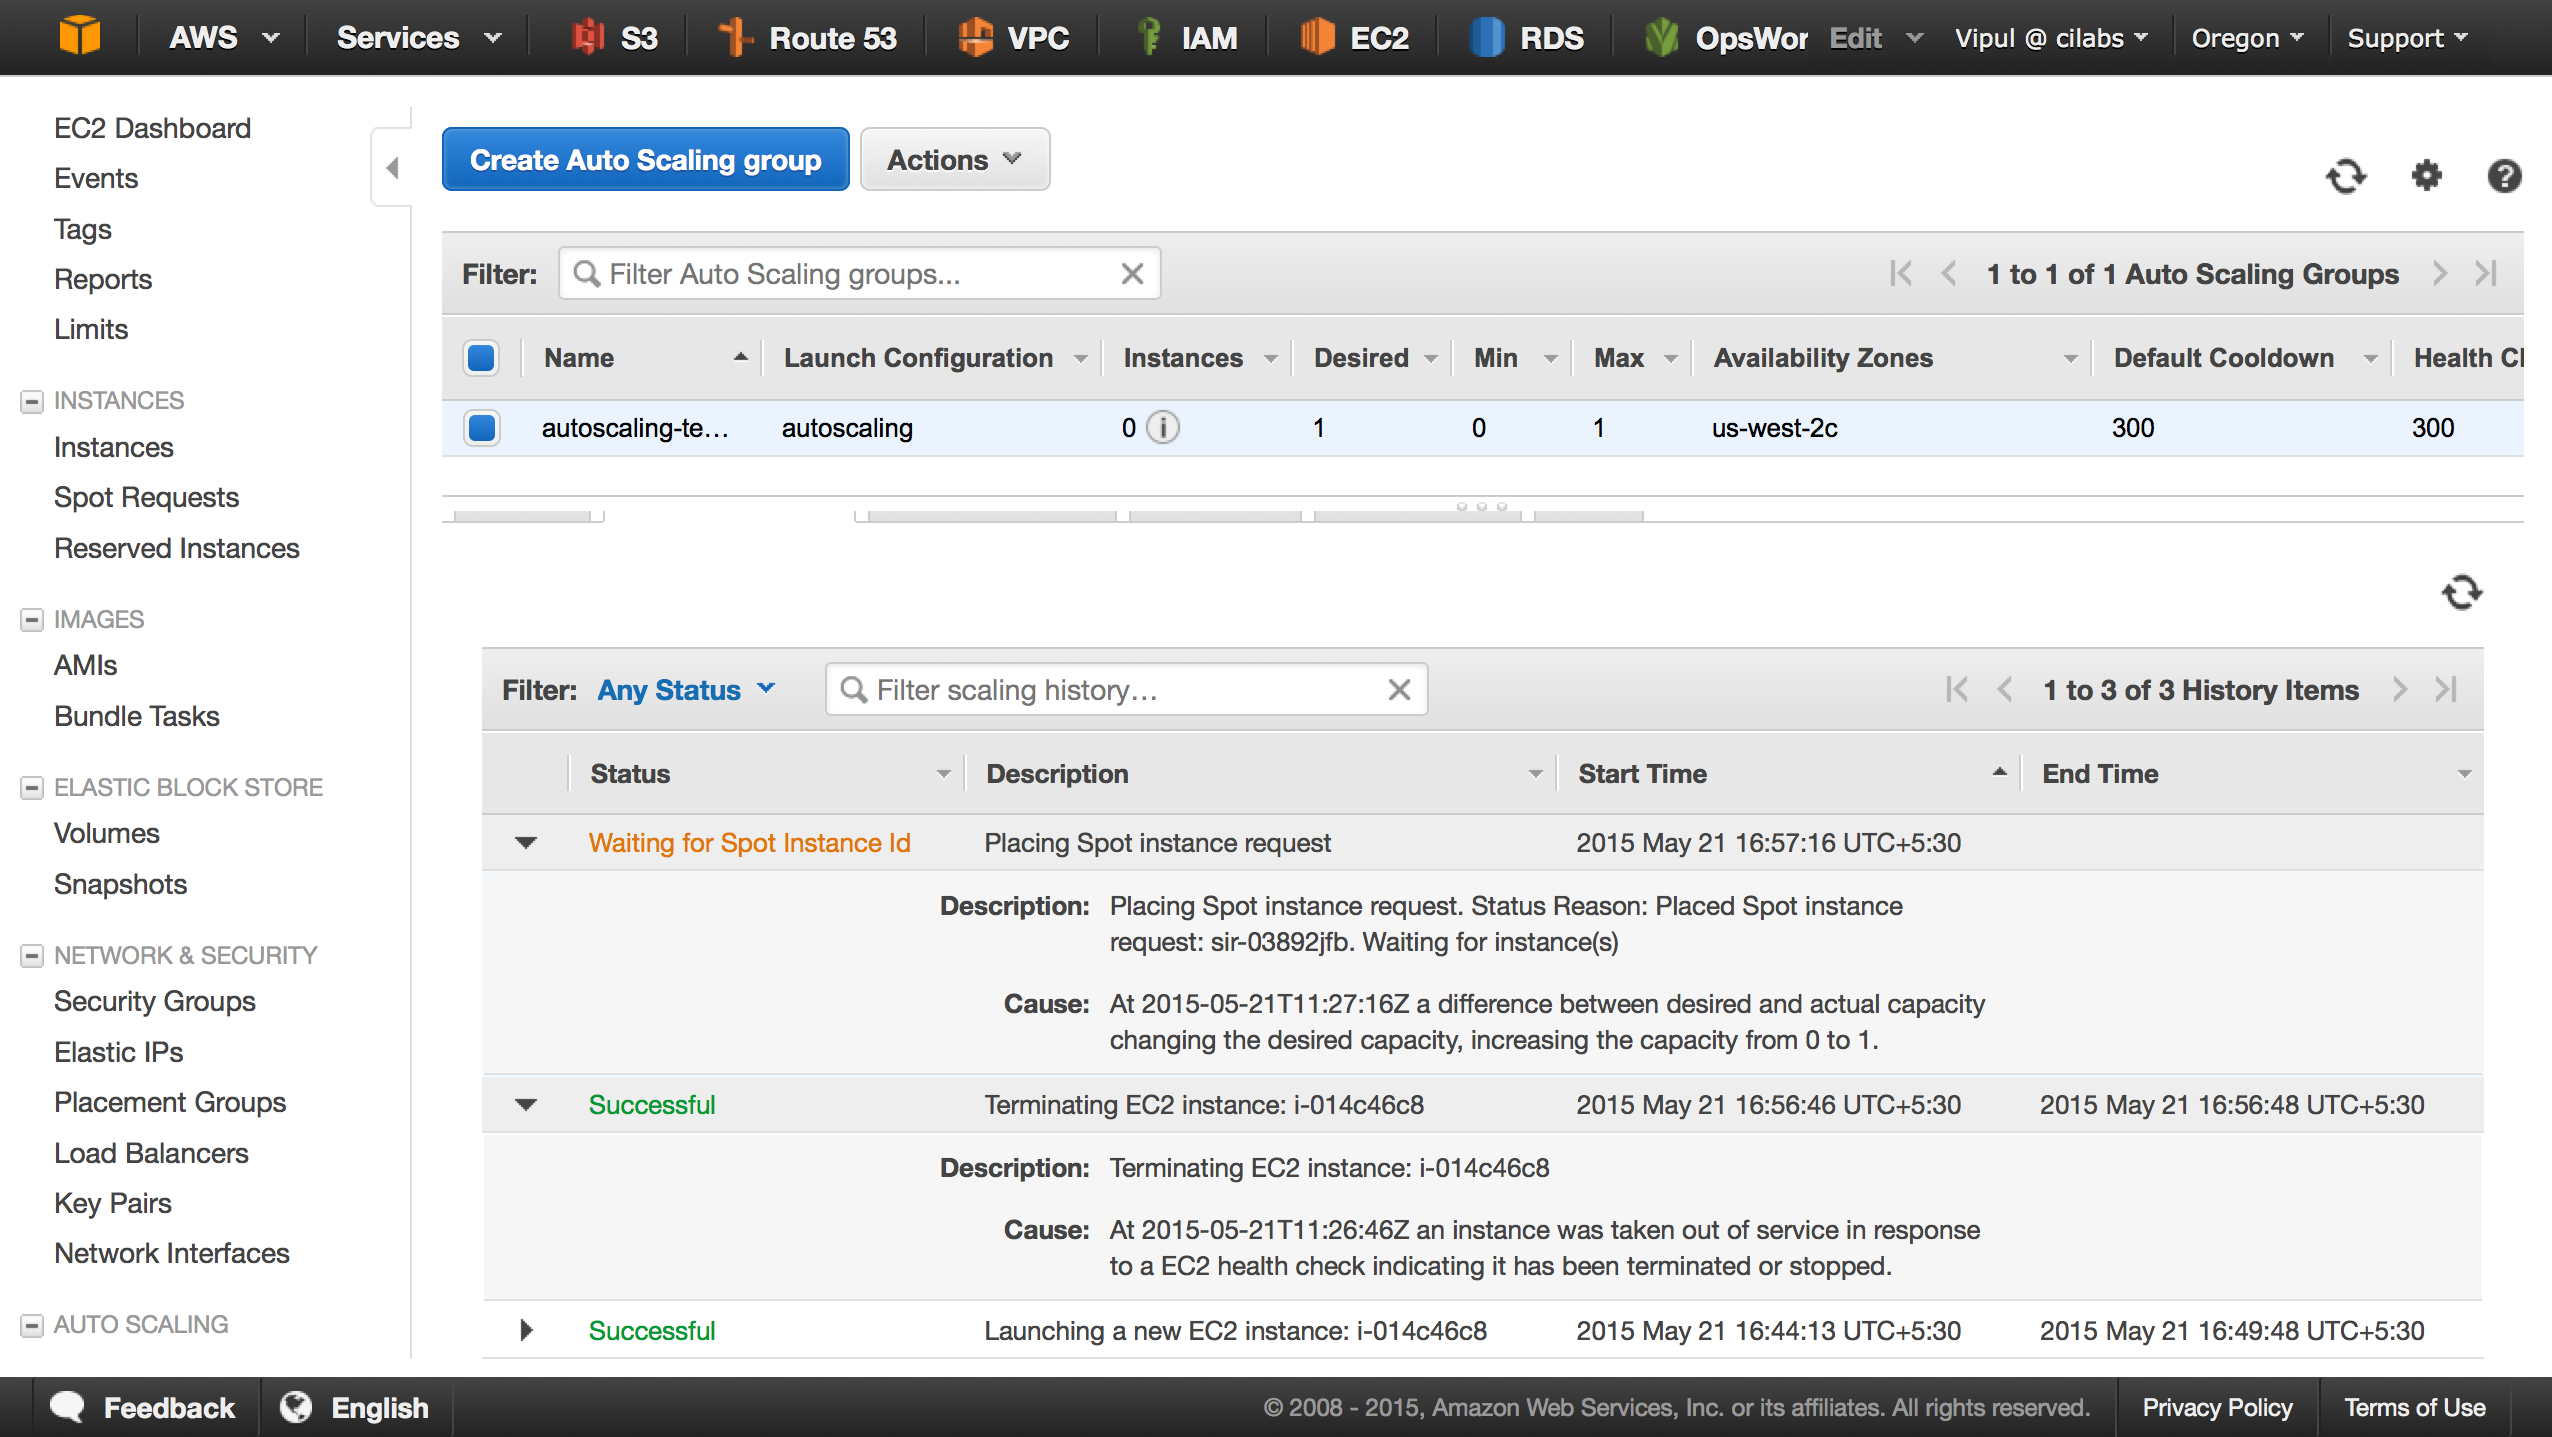 AWS Services S3 Route 53 VPC IAM EC2 RDS OpsWor Edit Vipul @ cilabs Oregon Support
EC2 Dashboard
Events
Tags
Reports
Limits
INSTANCES
Instances
Spot Requests
Reserved Instances
IMAGES
AMIs
Bundle Tasks
ELASTIC BLOCK STORE
Volumes
Snapshots
NETWORK & SECURITY
Security Groups
Elastic IPs
Placement Groups
Load Balancers
Key Pairs
Network Interfaces
AUTO SCALING
Create Auto Scaling group Actions
Filter: Filter Auto Scaling groups... 1 to 1 of 1 Auto Scaling Groups
Name Launch Configuration Instances Desired Min Max Availability Zones Default Cooldown Health Cl
autoscaling-te... autoscaling 0 i 1 0 1 us-west-2c 300 300
Filter: Any Status Filter scaling history... 1 to 3 of 3 History Items
Status Description Start Time End Time
Waiting for Spot Instance Id Placing Spot instance request 2015 May 21 16:57:16 UTC+5:30
Description: Placing Spot instance request. Status Reason: Placed Spot instance
request: sir-03892jfb. Waiting for instance(s)
Cause: At 2015-05-21T11:27:16Z a difference between desired and actual capacity
changing the desired capacity, increasing the capacity from 0 to 1.
Successful Terminating EC2 instance: i-014c46c8 2015 May 21 16:56:46 UTC+5:30 2015 May 21 16:56:48 UTC+5:30
Description: Terminating EC2 instance: i-014c46c8
Cause: At 2015-05-21T11:26:46Z an instance was taken out of service in response
to a EC2 health check indicating it has been terminated or stopped.
Successful Launching a new EC2 instance: i-014c46c8 2015 May 21 16:44:13 UTC+5:30 2015 May 21 16:49:48 UTC+5:30
Feedback English © 2008 - 2015, Amazon Web Services, Inc. or its affiliates. All rights reserved. Privacy Policy Terms of Use